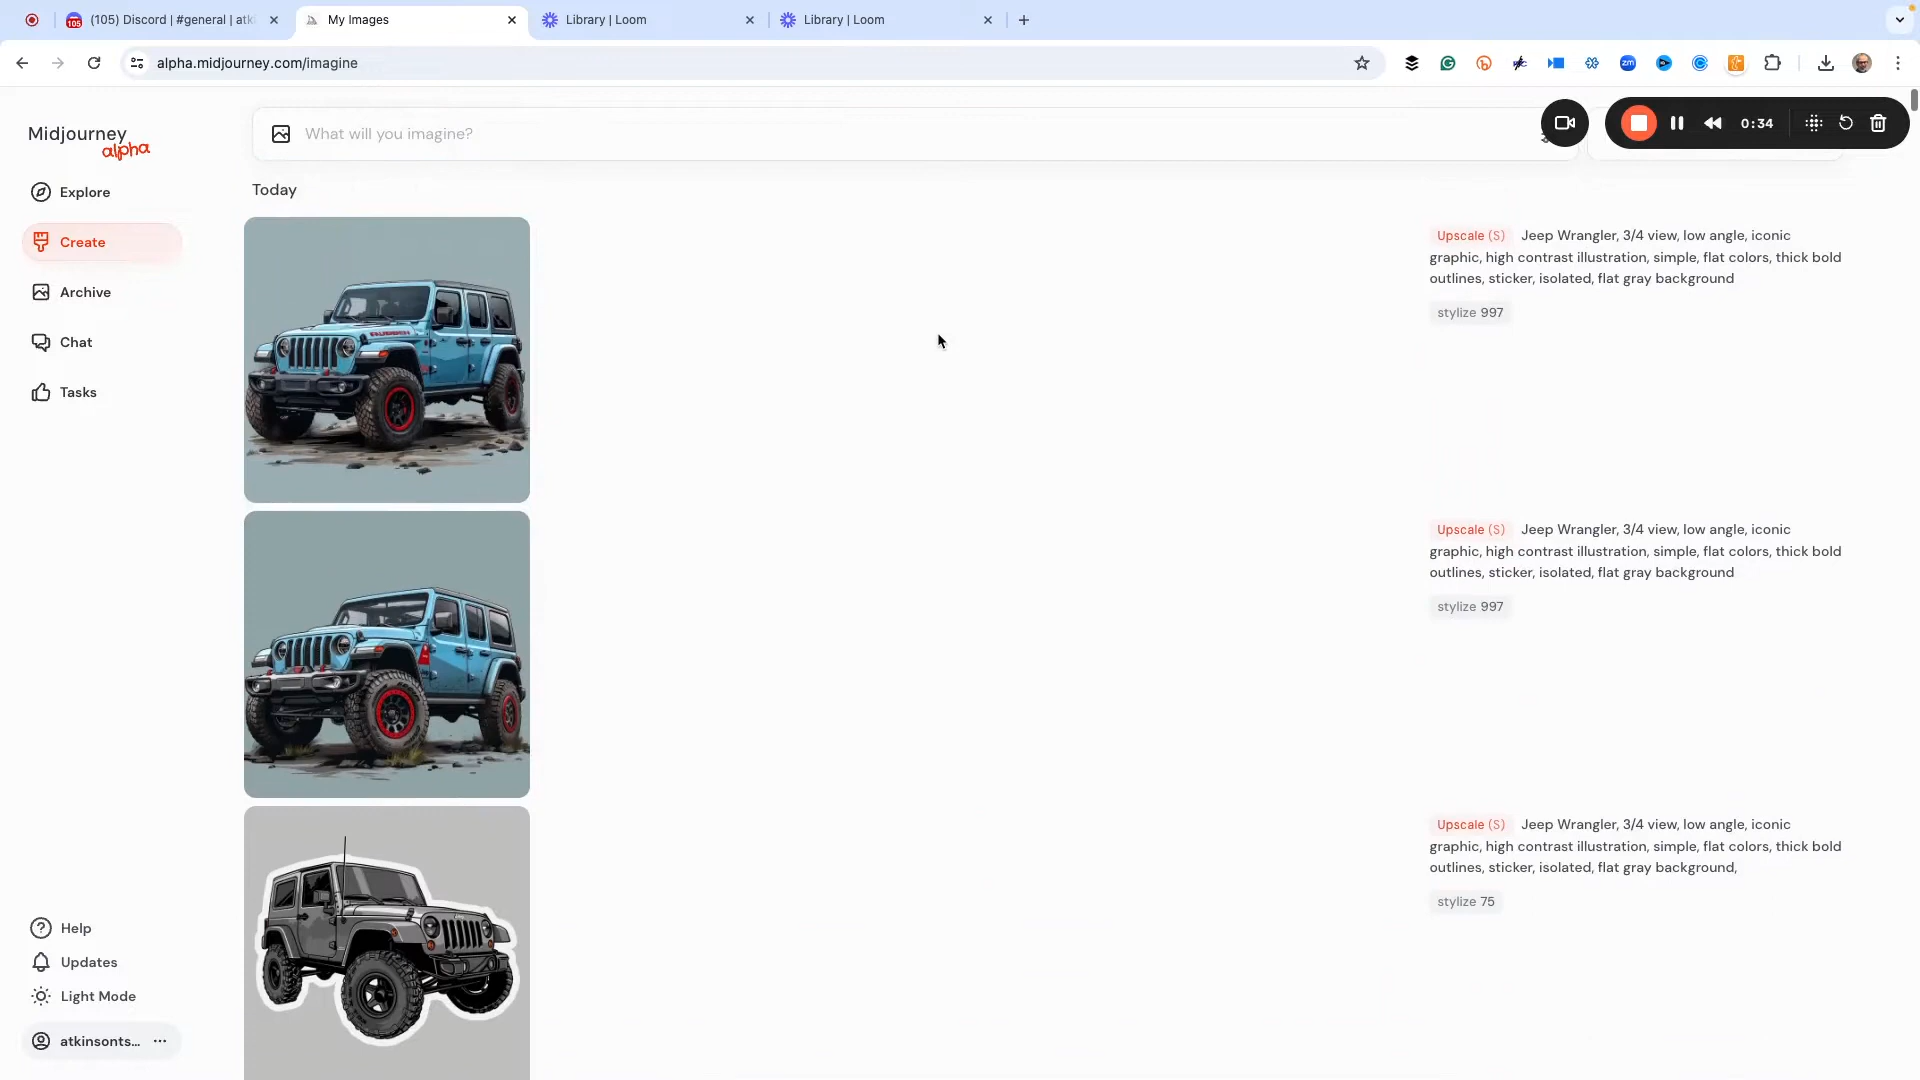 (105) Discord | #general | atki
My Images
Library | Loom
Library | Loom
alpha.midjourney.com/imagine
Midjourney
alpha
What will you imagine?
0:34
Explore
Create
Archive
Chat
Tasks
Today
Upscale (S) Jeep Wrangler, 3/4 view, low angle, iconic
graphic, high contrast illustration, simple, flat colors, thick bold
outlines, sticker, isolated, flat gray background
stylize 997
Upscale (S) Jeep Wrangler, 3/4 view, low angle, iconic
graphic, high contrast illustration, simple, flat colors, thick bold
outlines, sticker, isolated, flat gray background
stylize 997
Upscale (S) Jeep Wrangler, 3/4 view, low angle, iconic
graphic, high contrast illustration, simple, flat colors, thick bold
outlines, sticker, isolated, flat gray background,
stylize 75
Help
Updates
Light Mode
atkinsonts...